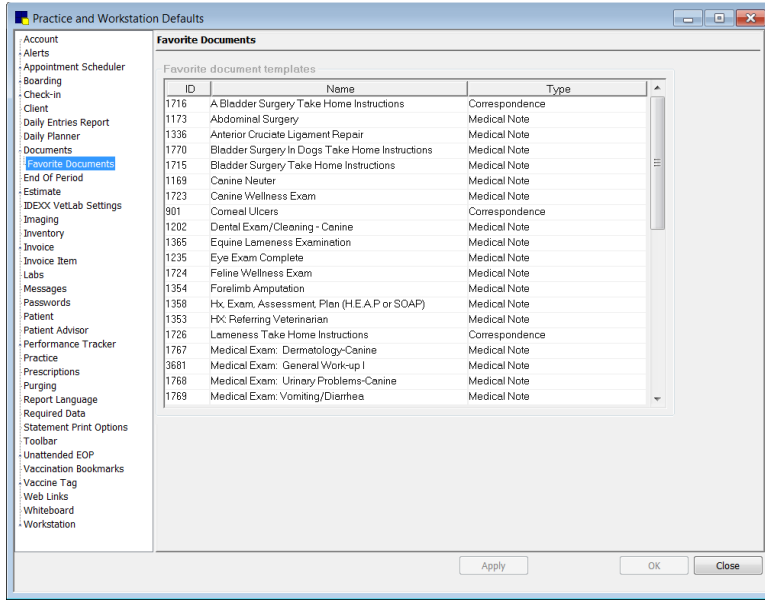 Practice and Workstation Defaults
Account
Alerts
Appointment Scheduler
Boarding
Check-in
Client
Daily Entries Report
Daily Planner
Documents
Favorite Documents
End Of Period
Estimate
IDEXX VetLab Settings
Imaging
Inventory
Invoice
Invoice Item
Labs
Messages
Passwords
Patient
Patient Advisor
Performance Tracker
Practice
Prescriptions
Purging
Report Language
Required Data
Statement Print Options
Toolbar
Unattended EOP
Vaccination Bookmarks
Vaccine Tag
Web Links
Whiteboard
Workstation
Favorite Documents
Favorite document templates
ID Name Type
1716 A Bladder Surgery Take Home Instructions Correspondence
1173 Abdominal Surgery Medical Note
1336 Anterior Cruciate Ligament Repair Medical Note
1770 Bladder Surgery In Dogs Take Home Instructions Medical Note
1715 Bladder Surgery Take Home Instructions Medical Note
1169 Canine Neuter Medical Note
1723 Canine Wellness Exam Medical Note
901 Corneal Ulcers Correspondence
1202 Dental Exam/Cleaning - Canine Medical Note
1365 Equine Lameness Examination Medical Note
1235 Eye Exam Complete Medical Note
1724 Feline Wellness Exam Medical Note
1354 Forelimb Amputation Medical Note
1358 Hx, Exam, Assessment, Plan (H.E.A.P or SOAP) Medical Note
1353 HX: Referring Veterinarian Medical Note
1726 Lameness Take Home Instructions Correspondence
1767 Medical Exam: Dermatology-Canine Medical Note
3681 Medical Exam: General Work-up I Medical Note
1768 Medical Exam: Urinary Problems-Canine Medical Note
1769 Medical Exam: Vomiting/Diarrhea Medical Note
Apply OK Close